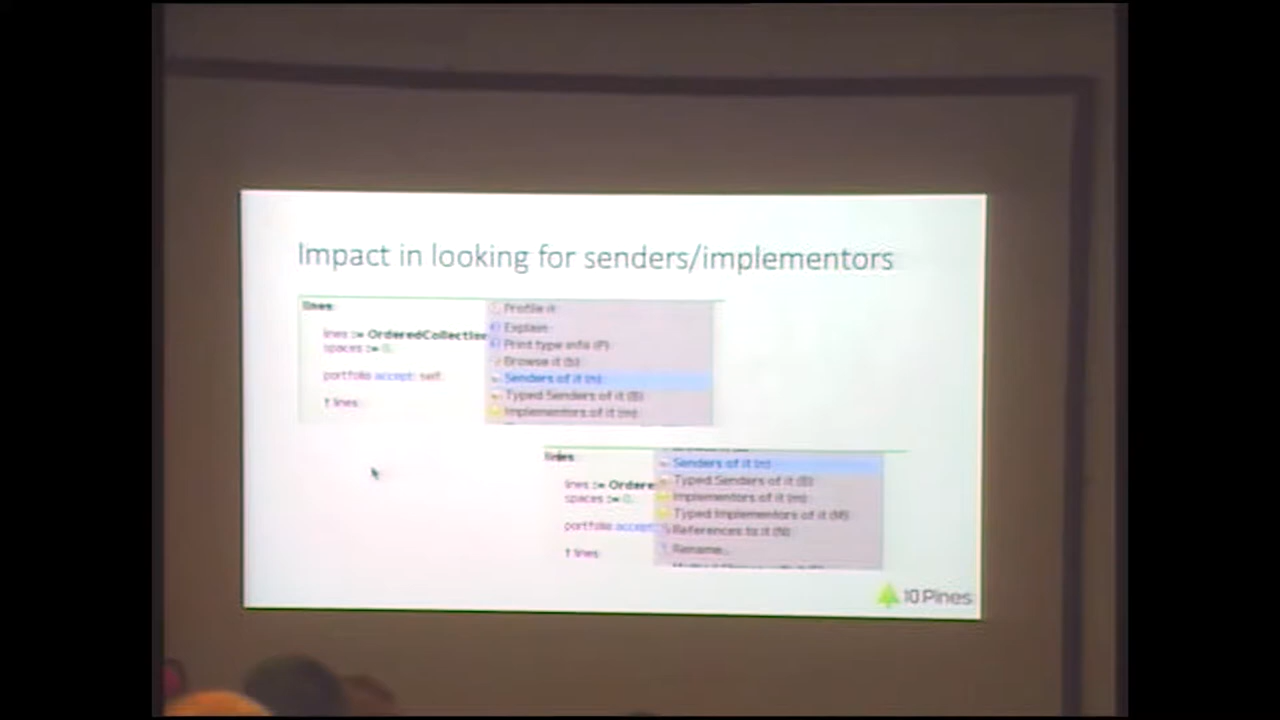 Impact in looking for senders/implementors
lines
lines := OrderedCollection
spaces := 0.
portfolio accept: self.
↑ lines
Profile it
Explain
Print type info (P)
Browse it (b)
Senders of it (n)
Typed Senders of it (B)
Implementors of it (m)
lines
lines := Ordere
spaces := 0.
portfolio accept:
↑ lines
Senders of it (n)
Typed Senders of it (B)
Implementors of it (m)
Typed Implementors of it (M)
References to it (N)
Rename...
10Pines